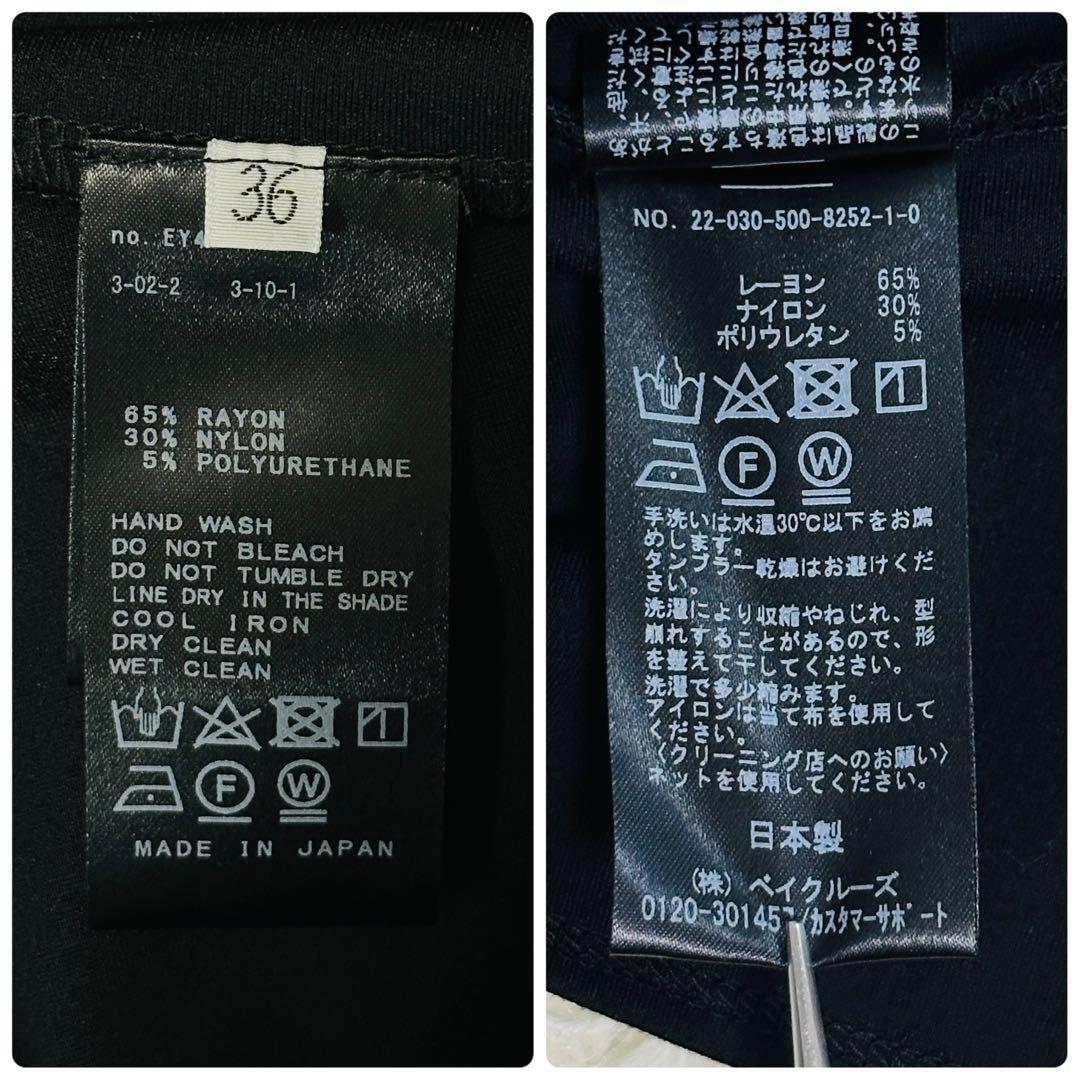 36
no. EY4
3-02-2 3-10-1
65% RAYON
30% NYLON
5% POLYURETHANE
HAND WASH
DO NOT BLEACH
DO NOT TUMBLE DRY
LINE DRY IN THE SHADE
COOL IRON
DRY CLEAN
WET CLEAN
F W
MADE IN JAPAN
この製品は
NO. 22-030-500-8252-1-0
レーヨン 65%
ナイロン 30%
ポリウレタン 5%
F W
手洗いは水温30℃以下をお薦
めします。
タンブラー乾燥はお避けくだ
さい。
洗濯により収縮やねじれ、型
崩れすることがあるので、形
を整えて干してください。
洗濯で多少縮みます。
アイロンは当て布を使用して
ください。
〈クリーニング店へのお願い〉
ネットを使用してください。
日本製
(株) ベイクルーズ
0120-301457/カスタマーサポート